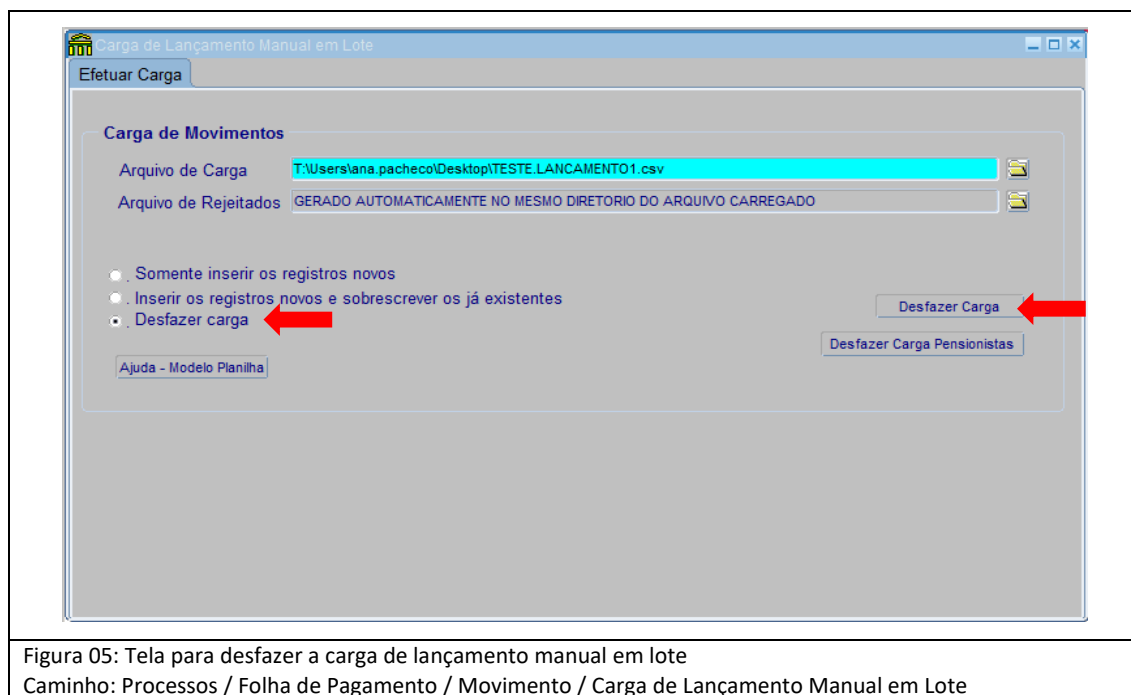 Carga de Lançamento Manual em Lote
Efetuar Carga
Carga de Movimentos
Arquivo de Carga T:\Users\ana.pacheco\Desktop\TESTE.LANCAMENTO1.csv
Arquivo de Rejeitados GERADO AUTOMATICAMENTE NO MESMO DIRETORIO DO ARQUIVO CARREGADO
. Somente inserir os registros novos
. Inserir os registros novos e sobrescrever os já existentes
. Desfazer carga
Desfazer Carga
Desfazer Carga Pensionistas
Ajuda - Modelo Planilha
Figura 05: Tela para desfazer a carga de lançamento manual em lote
Caminho: Processos / Folha de Pagamento / Movimento / Carga de Lançamento Manual em Lote